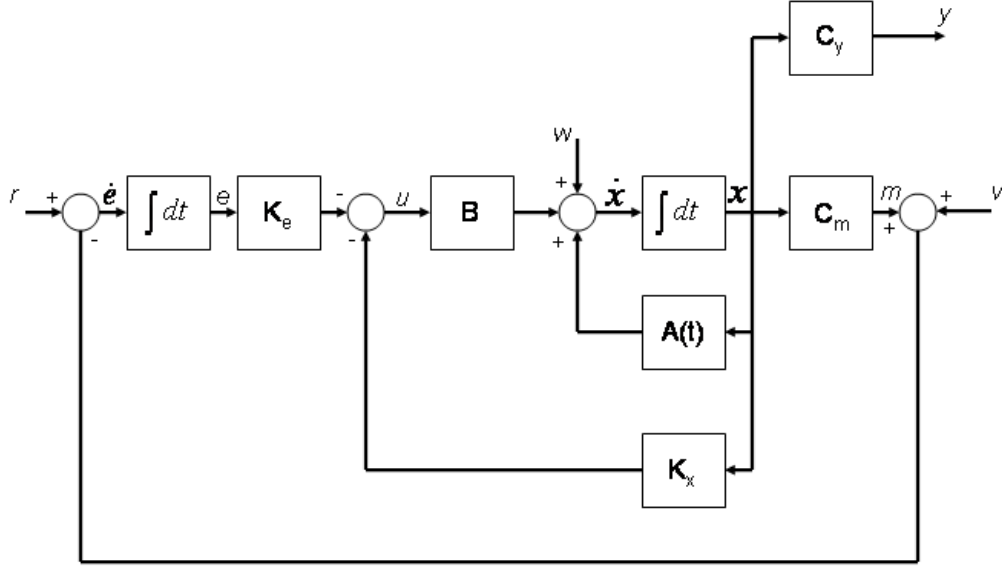 C_y
y
w
r
+
ė
∫ dt
e
K_e
-
u
B
+
ẋ
∫ dt
x
C_m
m
+
v
-
-
+
+
A(t)
K_x